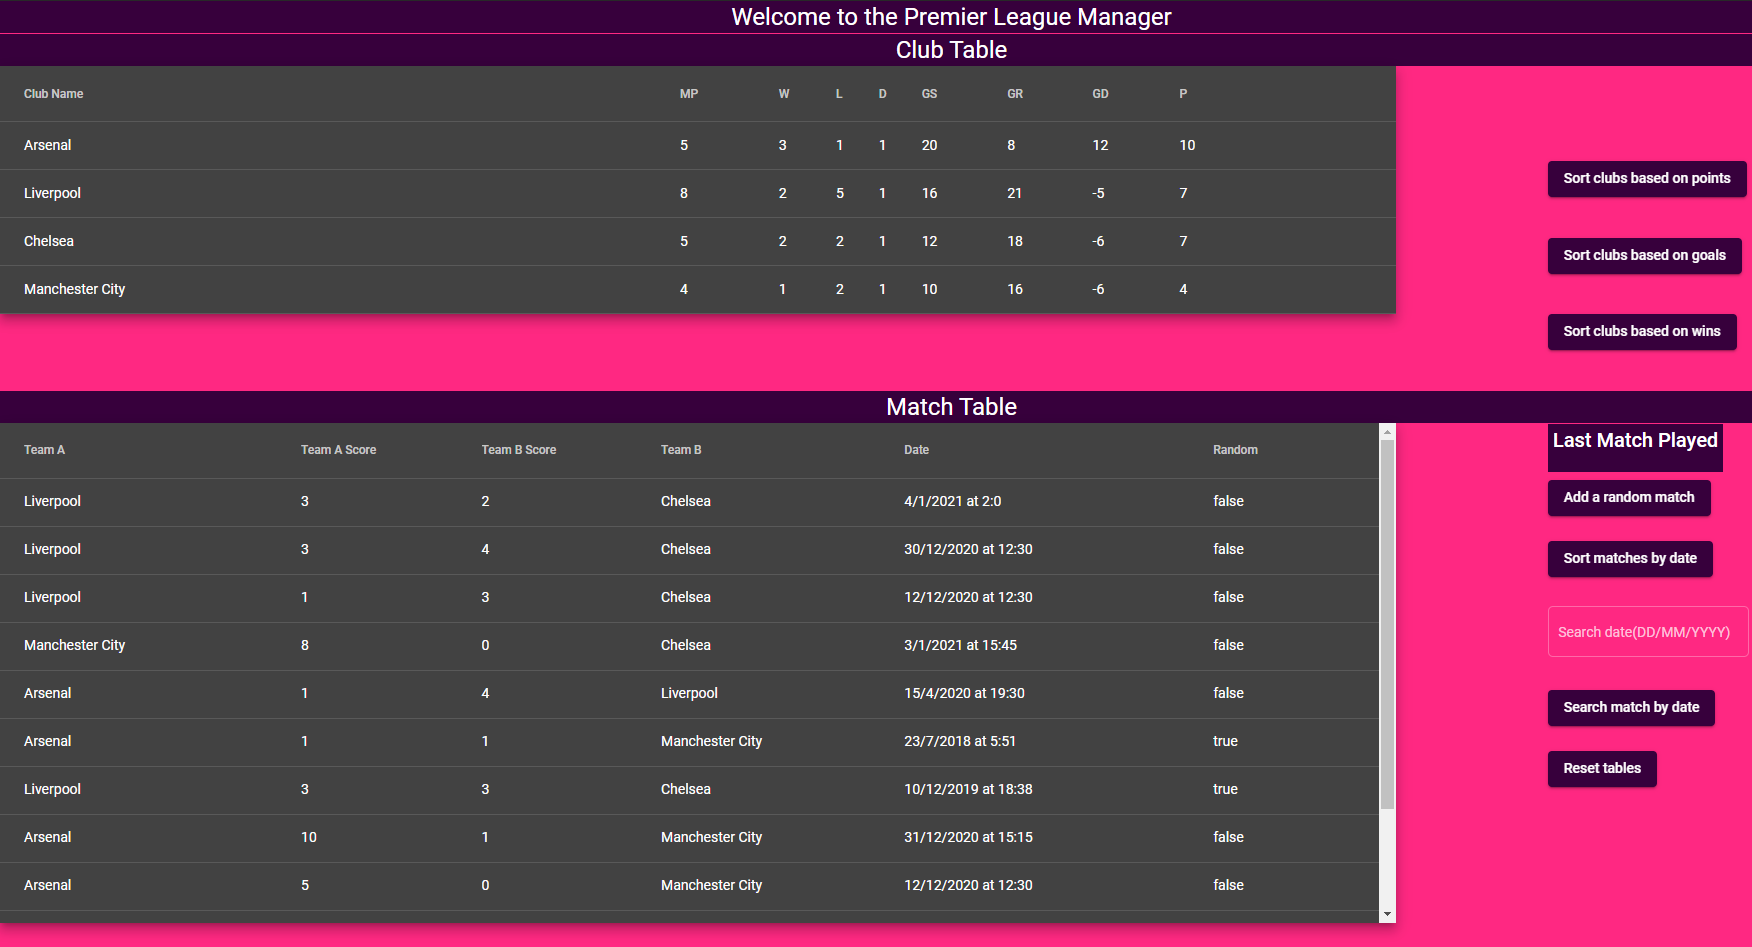 Welcome to the Premier League Manager
Club Table
Club Name MP W L D GS GR GD P
Arsenal 5 3 1 1 20 8 12 10
Liverpool 8 2 5 1 16 21 -5 7
Chelsea 5 2 2 1 12 18 -6 7
Manchester City 4 1 2 1 10 16 -6 4
Sort clubs based on points
Sort clubs based on goals
Sort clubs based on wins
Match Table
Team A Team A Score Team B Score Team B Date Random
Liverpool 3 2 Chelsea 4/1/2021 at 2:0 false
Liverpool 3 4 Chelsea 30/12/2020 at 12:30 false
Liverpool 1 3 Chelsea 12/12/2020 at 12:30 false
Manchester City 8 0 Chelsea 3/1/2021 at 15:45 false
Arsenal 1 4 Liverpool 15/4/2020 at 19:30 false
Arsenal 1 1 Manchester City 23/7/2018 at 5:51 true
Liverpool 3 3 Chelsea 10/12/2019 at 18:38 true
Arsenal 10 1 Manchester City 31/12/2020 at 15:15 false
Arsenal 5 0 Manchester City 12/12/2020 at 12:30 false
Last Match Played
Add a random match
Sort matches by date
Search date(DD/MM/YYYY)
Search match by date
Reset tables